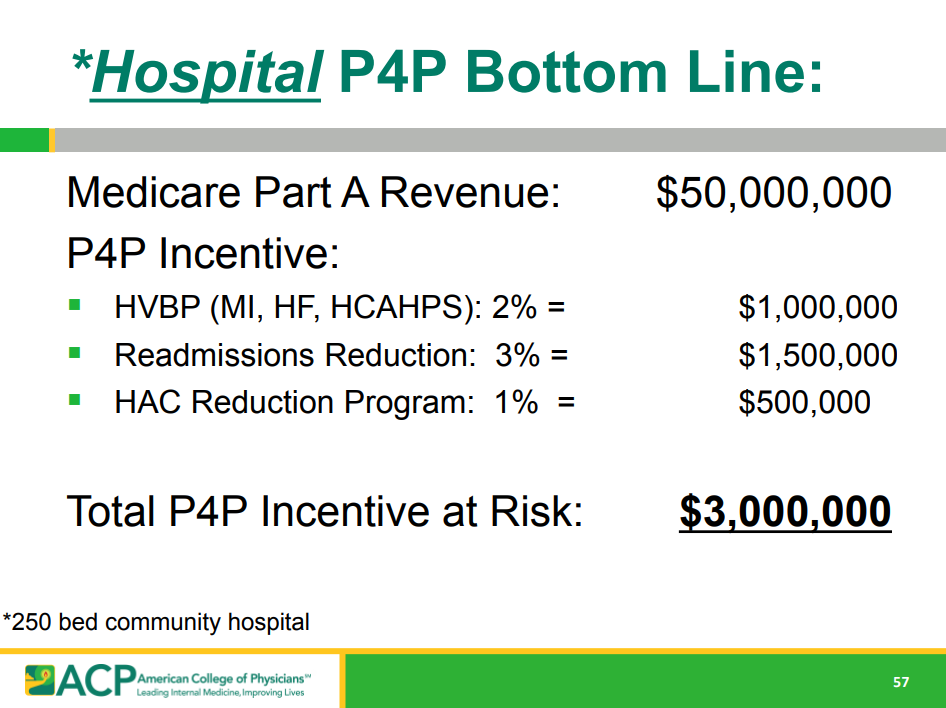 *Hospital P4P Bottom Line:
Medicare Part A Revenue: $50,000,000
P4P Incentive:
HVBP (MI, HF, HCAHPS): 2% = $1,000,000
Readmissions Reduction: 3% = $1,500,000
HAC Reduction Program: 1% = $500,000
Total P4P Incentive at Risk: $3,000,000
*250 bed community hospital
ACP American College of Physicians℠
Leading Internal Medicine, Improving Lives
57